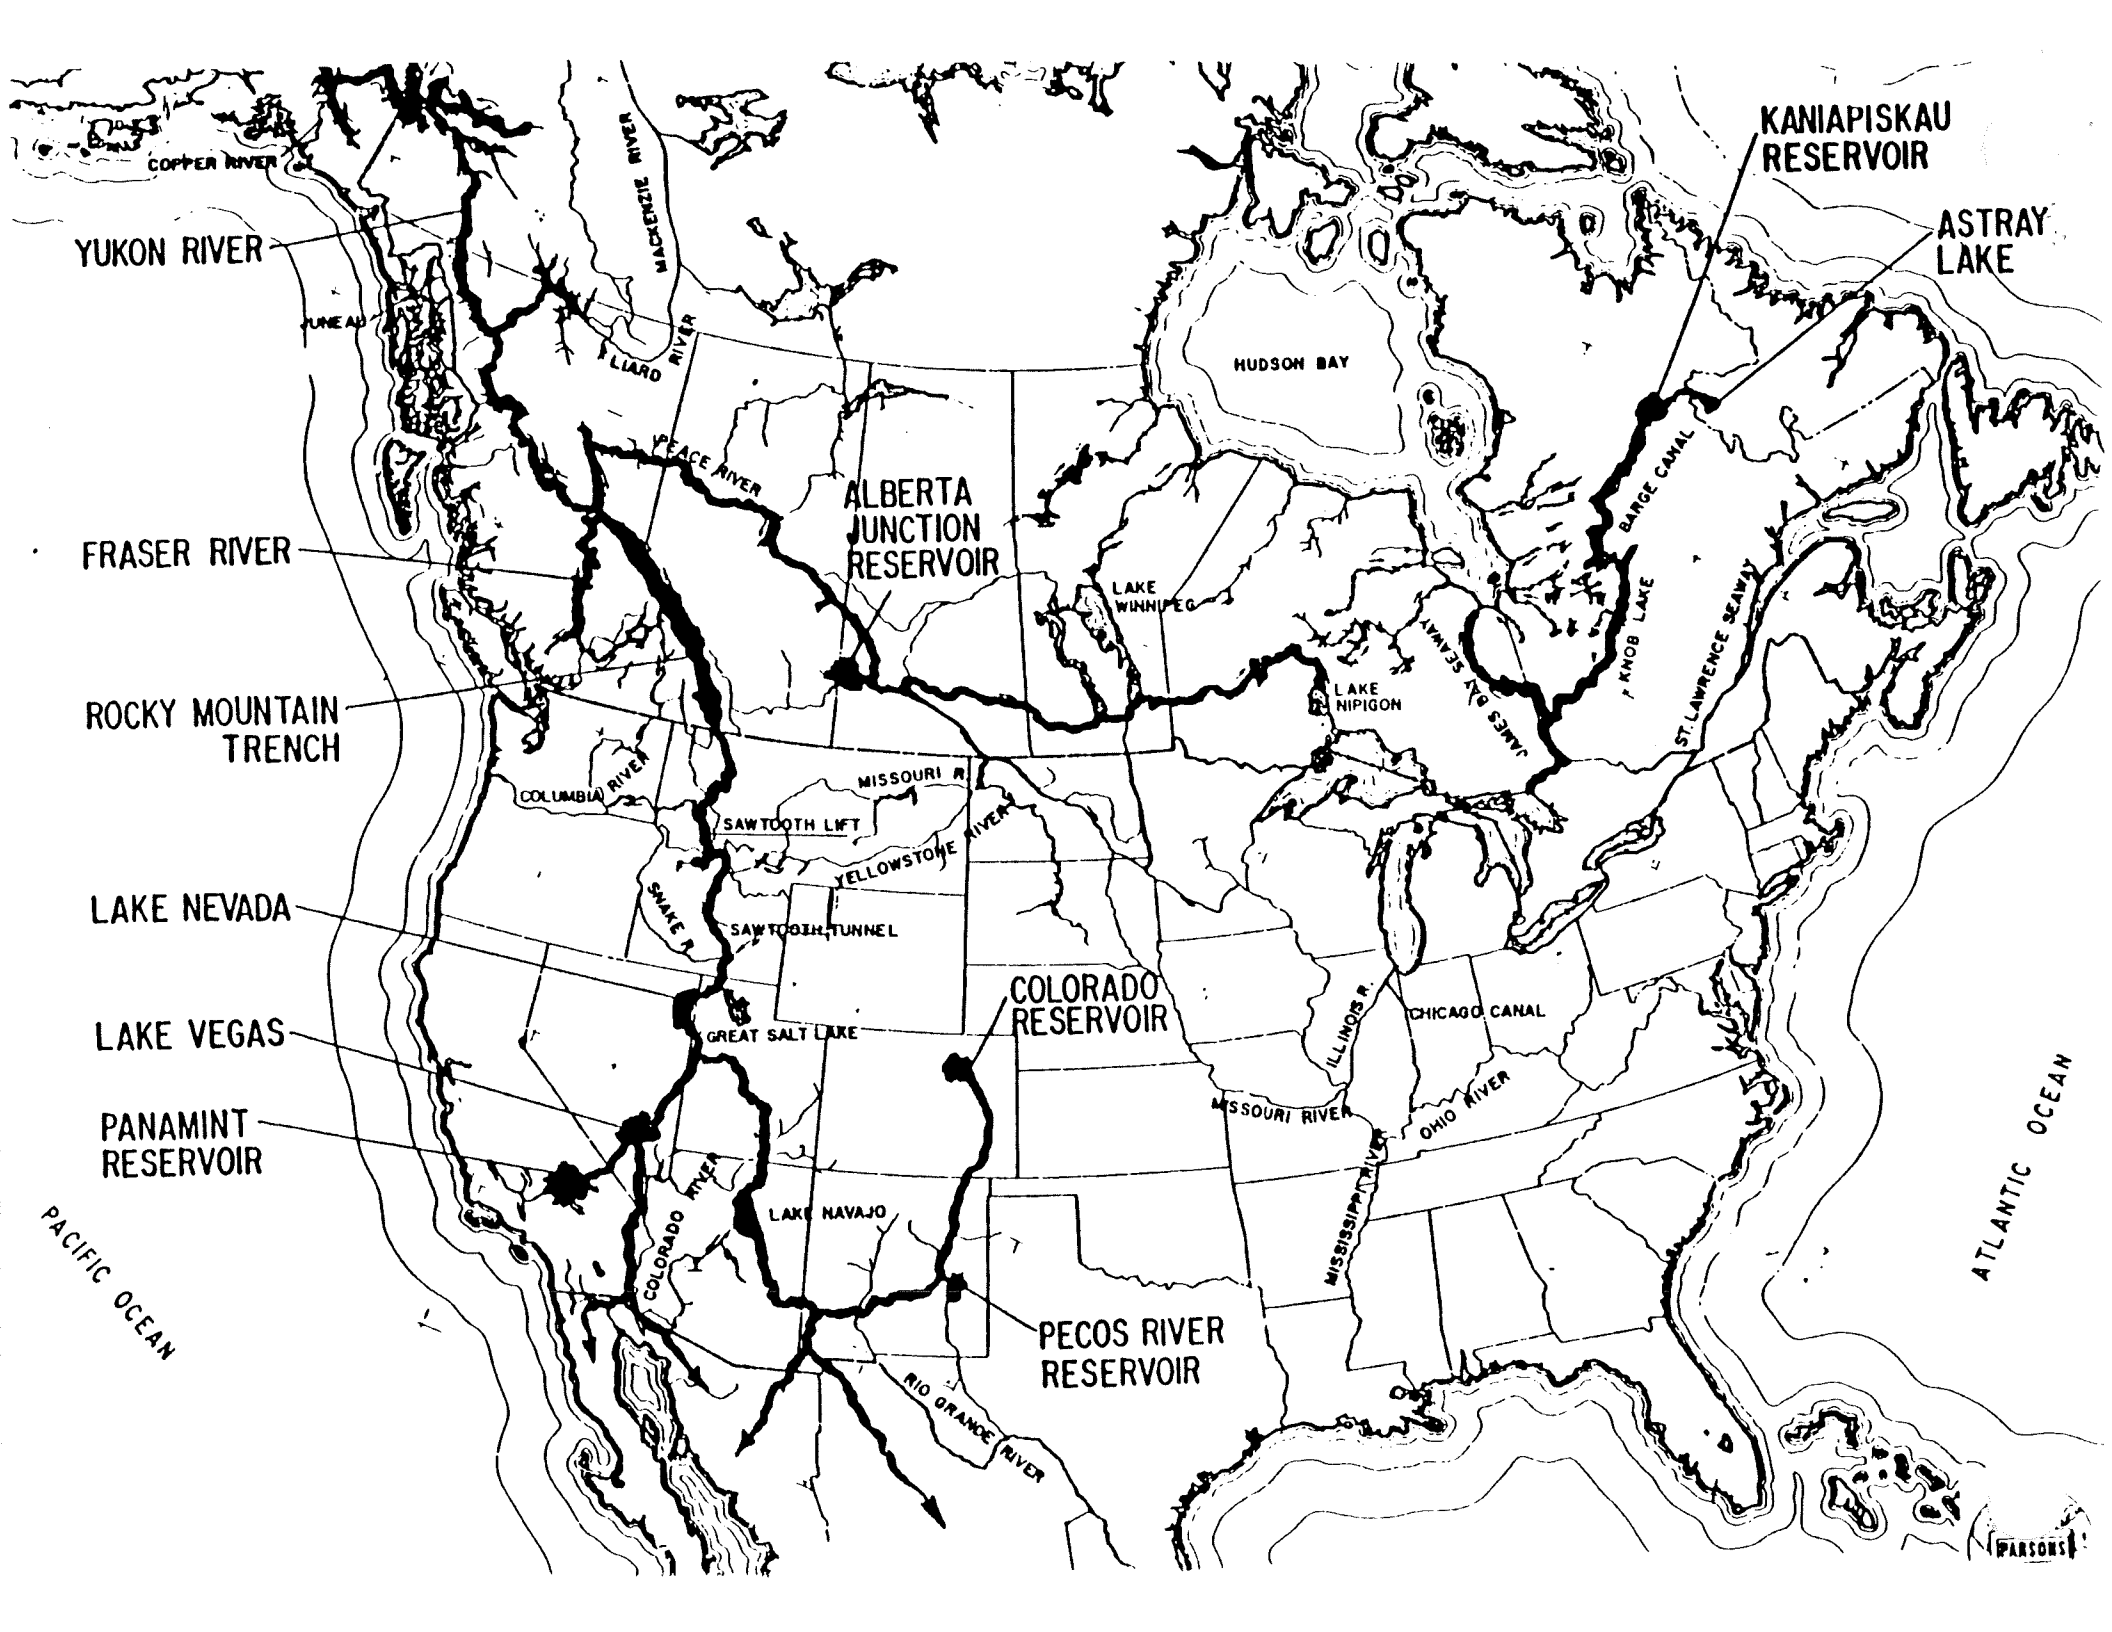 KANIAPISKAU
RESERVOIR
ASTRAY
LAKE
COPPER RIVER
MACKENZIE RIVER
YUKON RIVER
JUNEAU
LIARD
RIVER
HUDSON BAY
PEACE RIVER
ALBERTA
JUNCTION
RESERVOIR
BARGE CANAL
FRASER RIVER
LAKE
WINNIPEG
KNOB LAKE
JAMES BAY SEAWAY
ST. LAWRENCE SEAWAY
LAKE
NIPIGON
ROCKY MOUNTAIN
TRENCH
COLUMBIA RIVER
MISSOURI R.
SAWTOOTH LIFT
YELLOWSTONE RIVER
SNAKE R.
LAKE NEVADA
SAWTOOTH TUNNEL
COLORADO
RESERVOIR
GREAT SALT LAKE
ILLINOIS R.
CHICAGO CANAL
LAKE VEGAS
MISSOURI RIVER
OHIO RIVER
PANAMINT
RESERVOIR
COLORADO RIVER
LAKE NAVAJO
MISSISSIPPI RIVER
PACIFIC OCEAN
ATLANTIC OCEAN
PECOS RIVER
RESERVOIR
RIO GRANDE RIVER
PARSONS